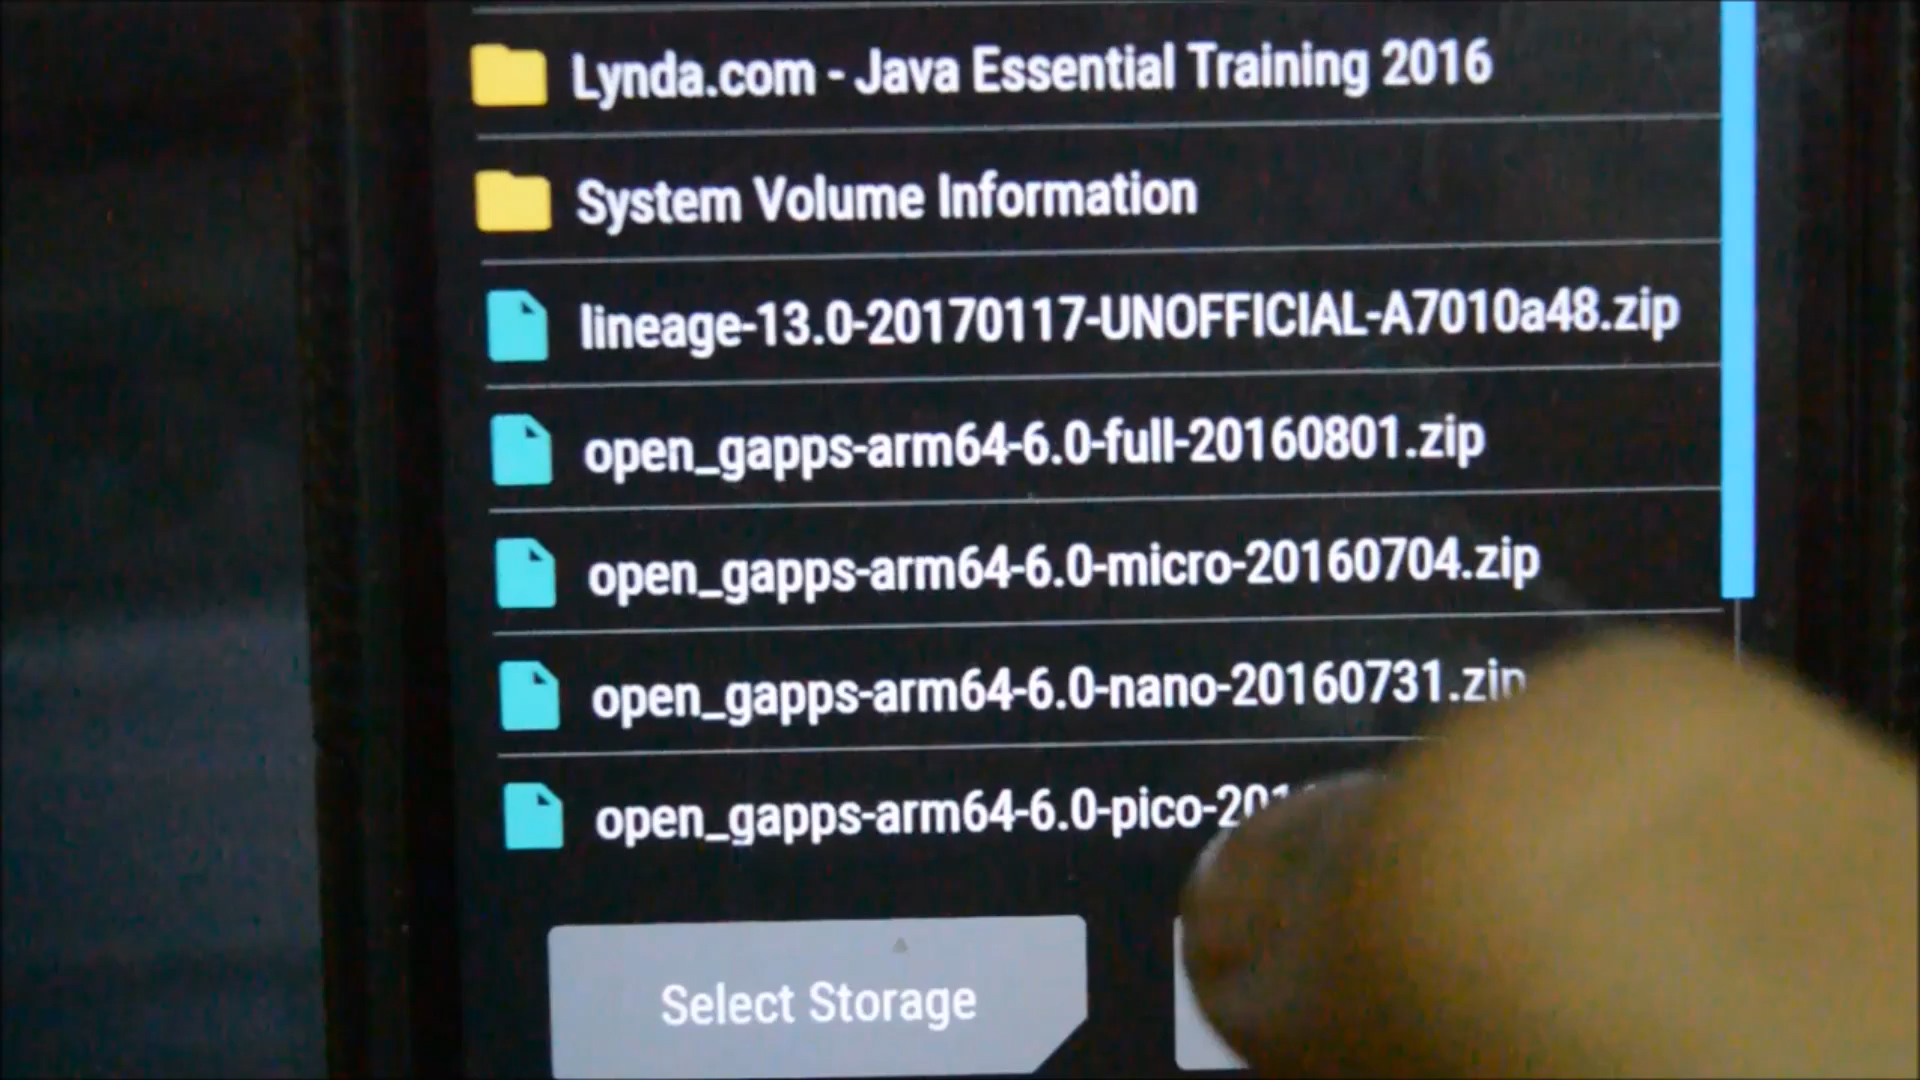 Lynda.com - Java Essential Training 2016
System Volume Information
lineage-13.0-20170117-UNOFFICIAL-A7010a48.zip
open_gapps-arm64-6.0-full-20160801.zip
open_gapps-arm64-6.0-micro-20160704.zip
open_gapps-arm64-6.0-nano-20160731.zip
open_gapps-arm64-6.0-pico-201
Select Storage